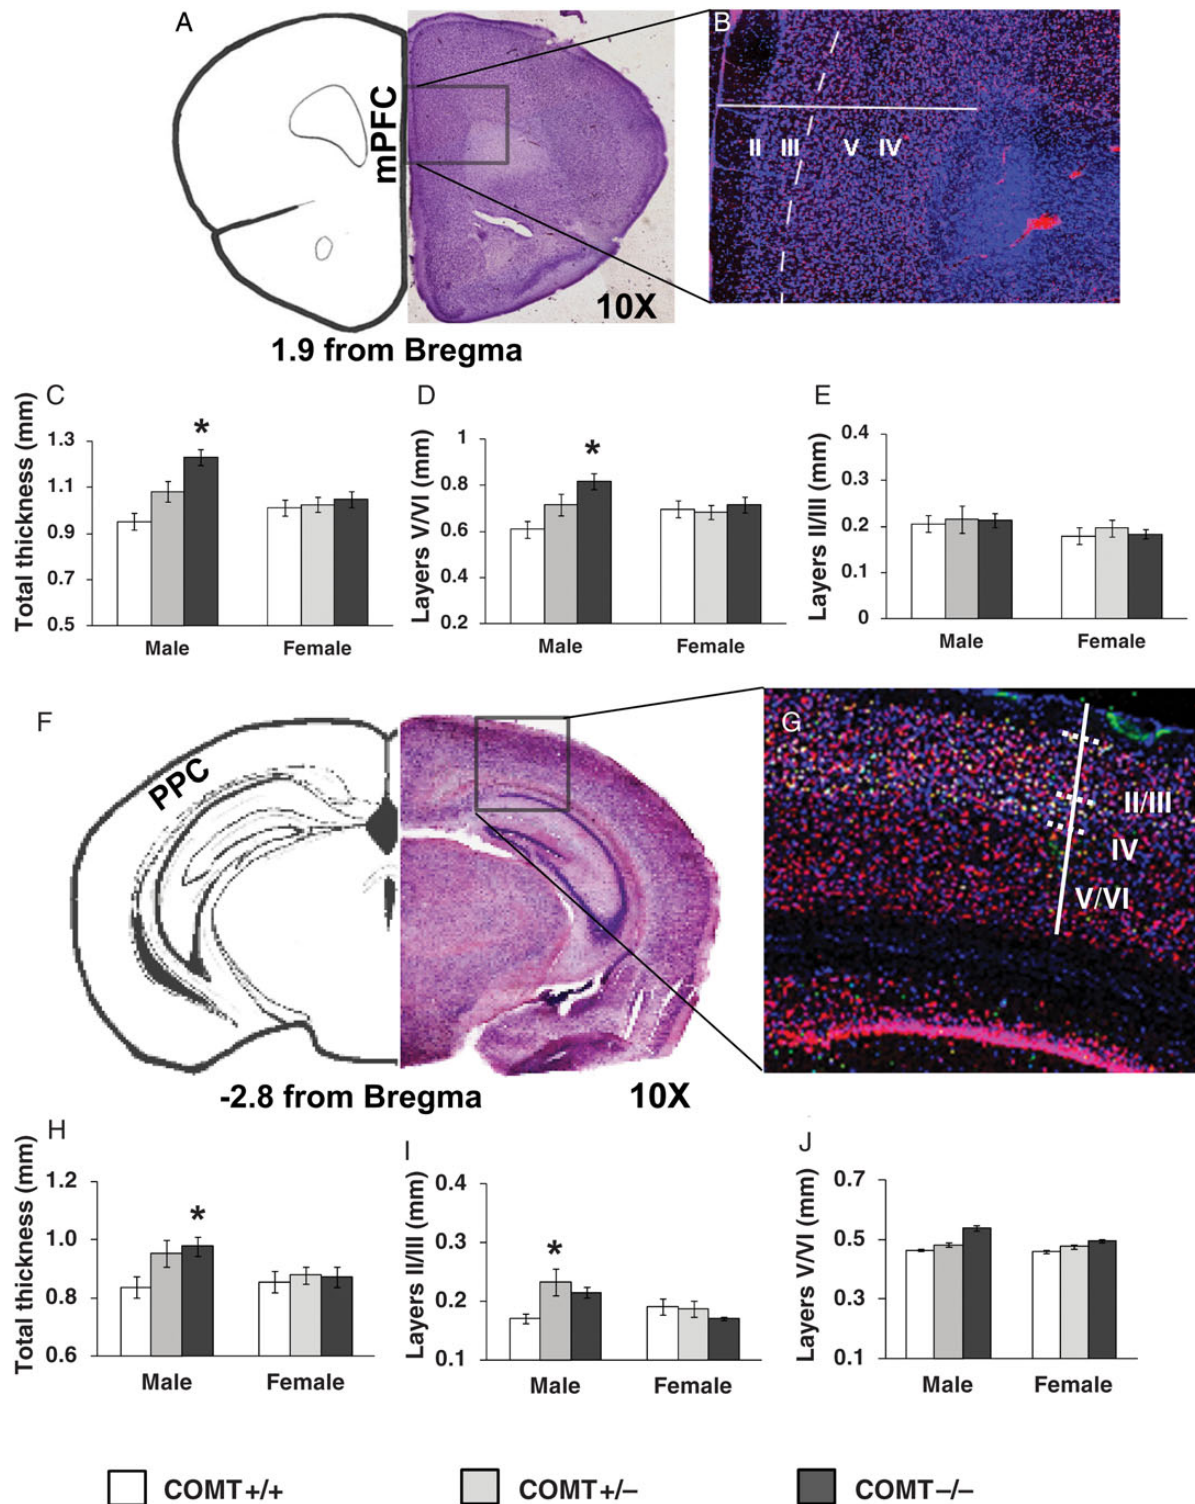 A
B
mPFC
II III V IV
10X
1.9 from Bregma
C
Total thickness (mm)
1.3
1.1
0.9
0.7
0.5
*
Male Female
D
Layers V/VI (mm)
1
0.8
0.6
0.4
0.2
*
Male Female
E
Layers II/III (mm)
0.4
0.3
0.2
0.1
0
Male Female
F
PPC
G
II/III
IV
V/VI
-2.8 from Bregma 10X
H
Total thickness (mm)
1.2
1.0
0.8
0.6
*
Male Female
I
Layers II/III (mm)
0.4
0.3
0.2
0.1
*
Male Female
J
Layers V/VI (mm)
0.7
0.5
0.3
0.1
Male Female
COMT+/+ COMT+/– COMT–/–